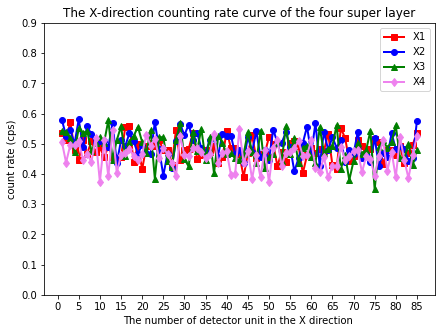 The X-direction counting rate curve of the four super layer
0.9
0.8
0.7
0.6
0.5
0.4
0.3
0.2
0.1
0.0
count rate (cps)
X1
X2
X3
X4
0 5 10 15 20 25 30 35 40 45 50 55 60 65 70 75 80 85
The number of detector unit in the X direction